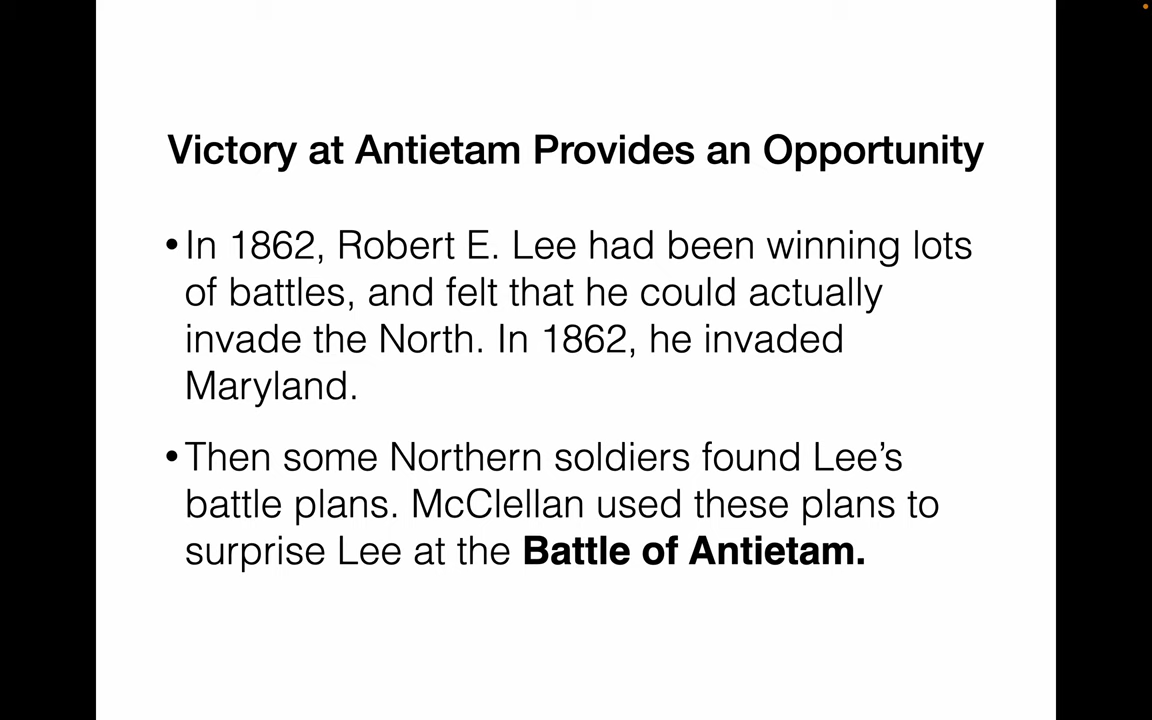 Victory at Antietam Provides an Opportunity
•In 1862, Robert E. Lee had been winning lots
of battles, and felt that he could actually
invade the North. In 1862, he invaded
Maryland.
•Then some Northern soldiers found Lee’s
battle plans. McClellan used these plans to
surprise Lee at the Battle of Antietam.